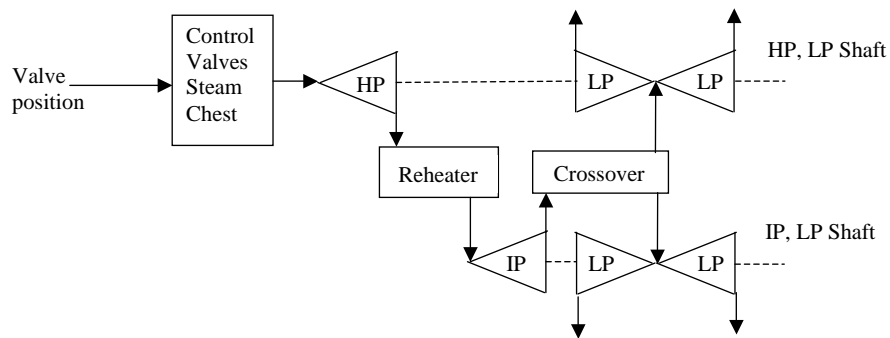 Valve
position
Control
Valves
Steam
Chest
HP
LP
LP
HP, LP Shaft
Reheater
Crossover
IP
LP
LP
IP, LP Shaft